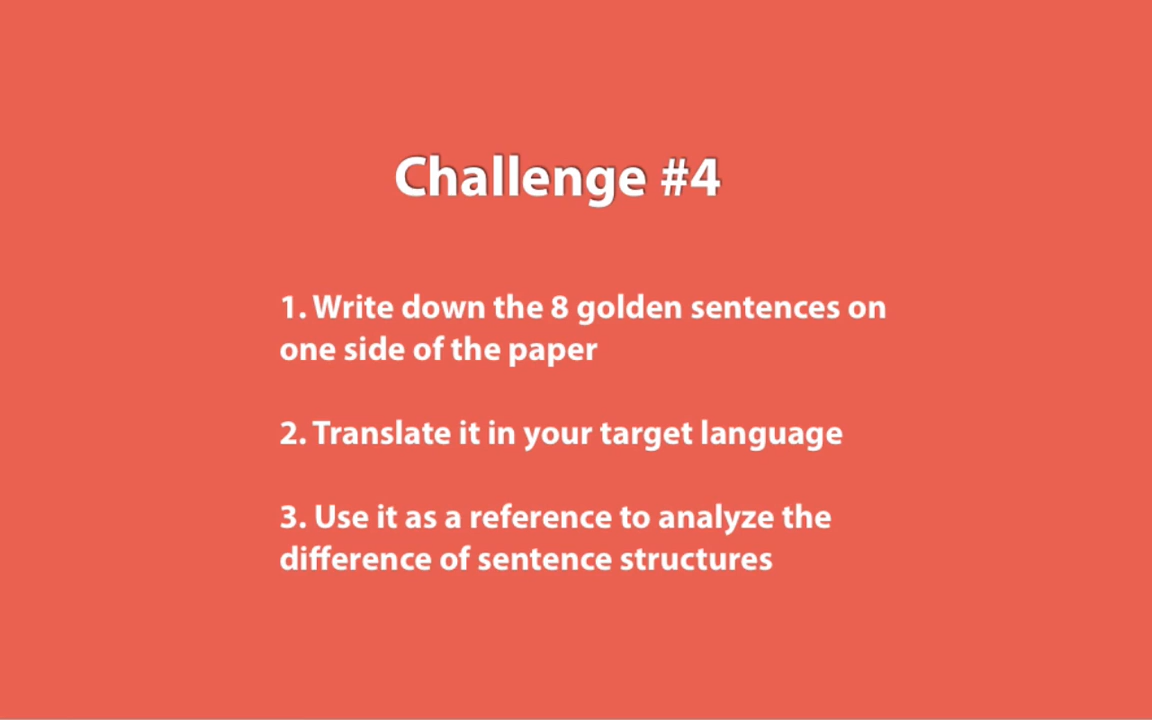 Challenge #4
1. Write down the 8 golden sentences on
one side of the paper
2. Translate it in your target language
3. Use it as a reference to analyze the
difference of sentence structures